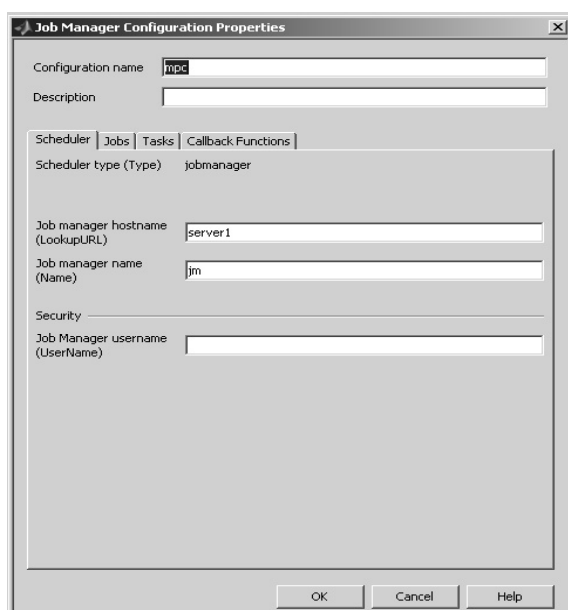 Job Manager Configuration Properties
Configuration name mpc
Description
Scheduler Jobs Tasks Callback Functions
Scheduler type (Type) jobmanager
Job manager hostname
(LookupURL) server1
Job manager name
(Name) jm
Security
Job Manager username
(UserName)
OK Cancel Help